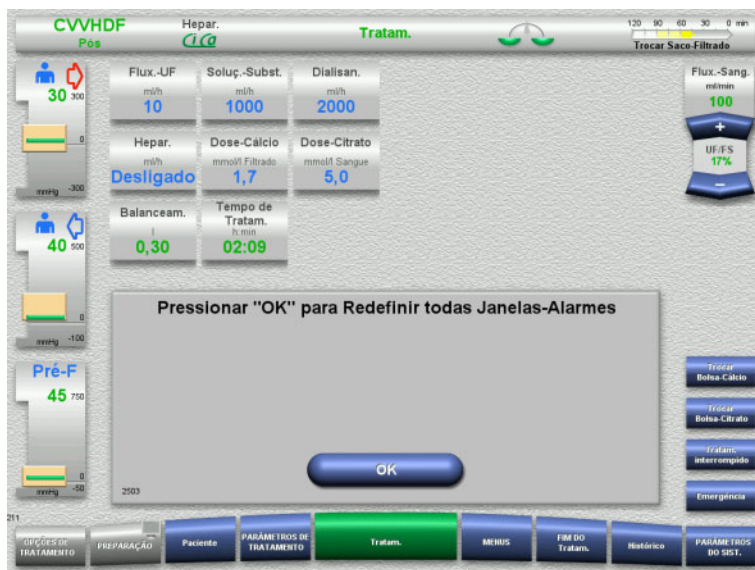 CVVHDF
Pós
Hepar.
Ci Ca
Tratam.
120 90 60 30 0 min
Trocar Saco-Filtrado
30 300
0
mmHg -300
40 500
0
mmHg -100
Pré-F
45 750
0
mmHg -50
Flux.-UF
ml/h
10
Soluç.-Subst.
ml/h
1000
Dialisan.
ml/h
2000
Hepar.
ml/h
Desligado
Dose-Cálcio
mmol/l Filtrado
1,7
Dose-Citrato
mmol/l Sangue
5,0
Balanceam.
l
0,30
Tempo de
Tratam.
h:min
02:09
Flux.-Sang.
ml/min
100
+
UF/FS
17%
−
Pressionar "OK" para Redefinir todas Janelas-Alarmes
OK
2503
Trocar
Bolsa-Cálcio
Trocar
Bolsa-Citrato
Tratam.
interrompido
Emergência
211
OPÇÕES DE
TRATAMENTO
PREPARAÇÃO
Paciente
PARÂMETROS DE
TRATAMENTO
Tratam.
MENUS
FIM DO
Tratam.
Histórico
PARÂMETROS
DO SIST.